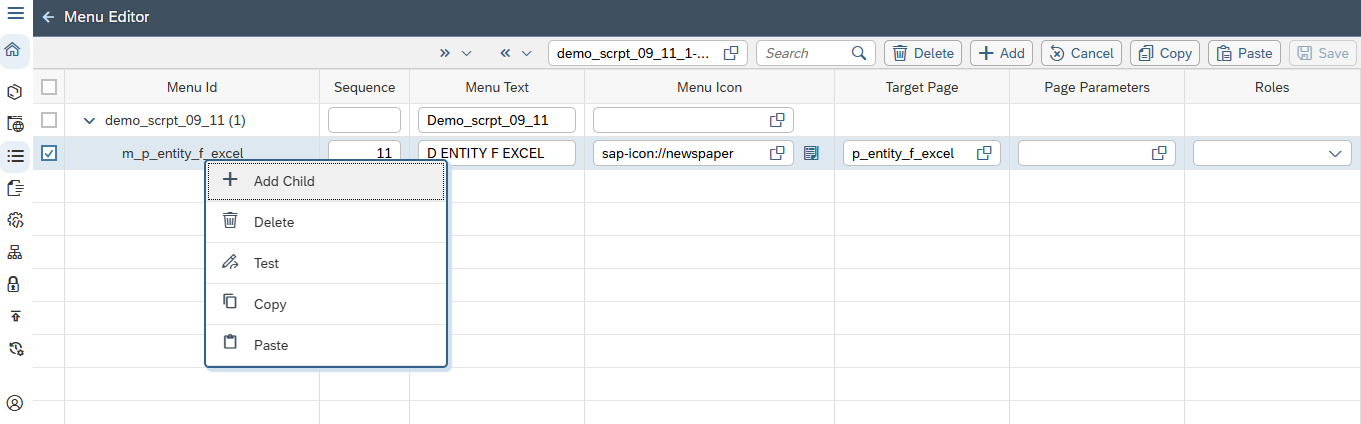 Menu Editor
demo_scrpt_09_11_1-... Search Delete Add Cancel Copy Paste Save
Menu Id Sequence Menu Text Menu Icon Target Page Page Parameters Roles
demo_scrpt_09_11 (1) Demo_scrpt_09_11
m_p_entity_f_excel 11 D ENTITY F EXCEL sap-icon://newspaper p_entity_f_excel
Add Child
Delete
Test
Copy
Paste